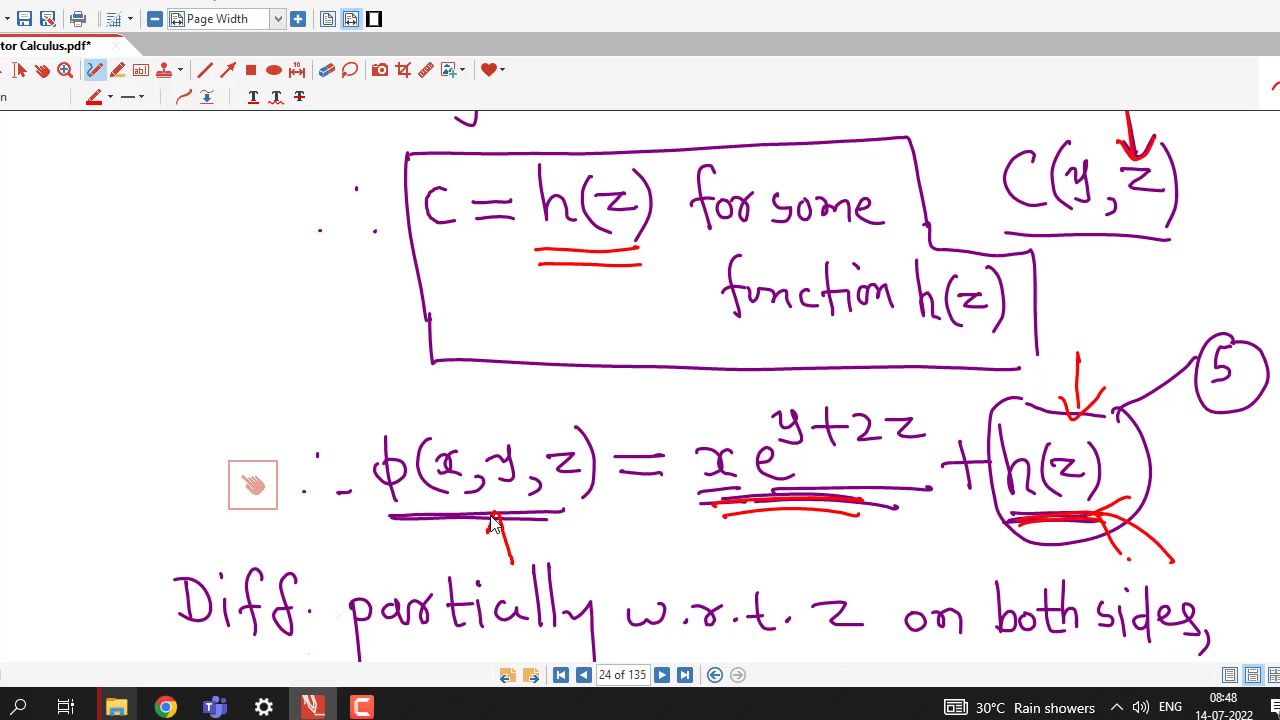 Page Width
tor Calculus.pdf*
n
C(y, z)
∴ C = h(z) for some
function h(z)
5
∴ ϕ(x, y, z) = x e^{y+2z} + h(z)
Diff. partially w.r.t. z on both sides,
24 of 135
30°C Rain showers
ENG
08:48
14-07-2022